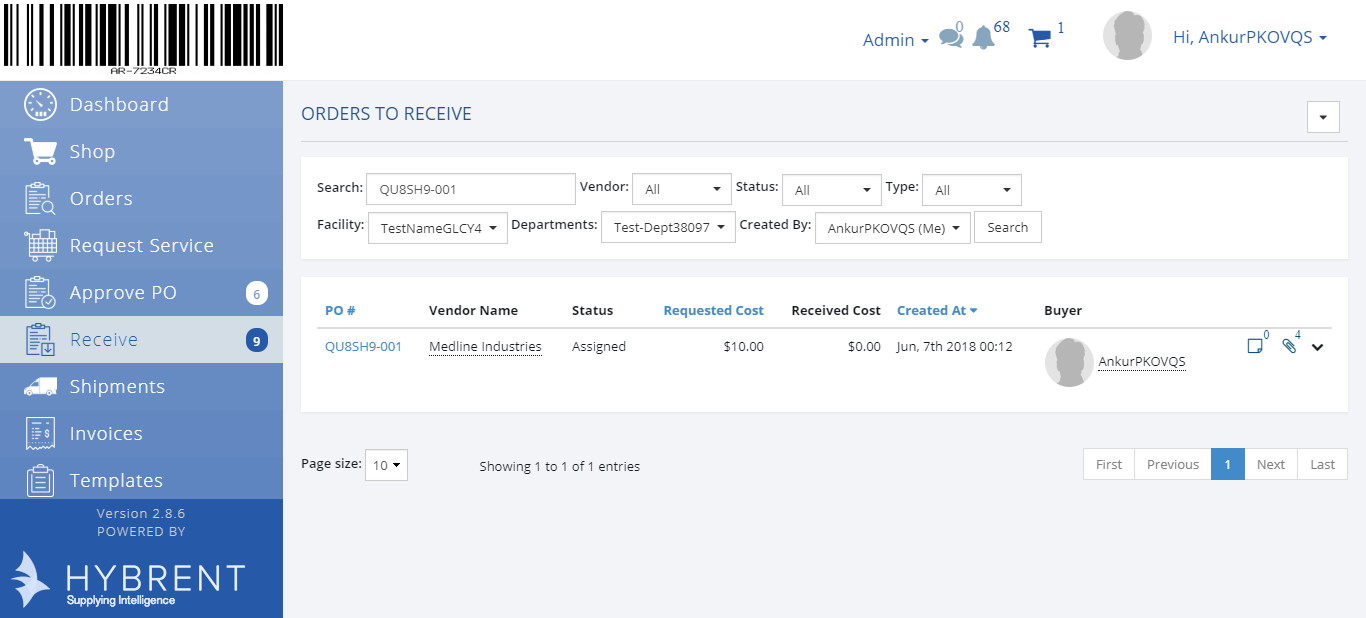 AR-7234CR
Admin 0 68 1 Hi, AnkurPKOVQS
Dashboard
Shop
Orders
Request Service
Approve PO 6
Receive 9
Shipments
Invoices
Templates
Version 2.8.6
POWERED BY
HYBRENT
Supplying Intelligence
ORDERS TO RECEIVE
Search: QU8SH9-001 Vendor: All Status: All Type: All
Facility: TestNameGLCY4 Departments: Test-Dept38097 Created By: AnkurPKOVQS (Me) Search
PO # Vendor Name Status Requested Cost Received Cost Created At Buyer
QU8SH9-001 Medline Industries Assigned $10.00 $0.00 Jun, 7th 2018 00:12 AnkurPKOVQS 0 4
Page size: 10 Showing 1 to 1 of 1 entries First Previous 1 Next Last